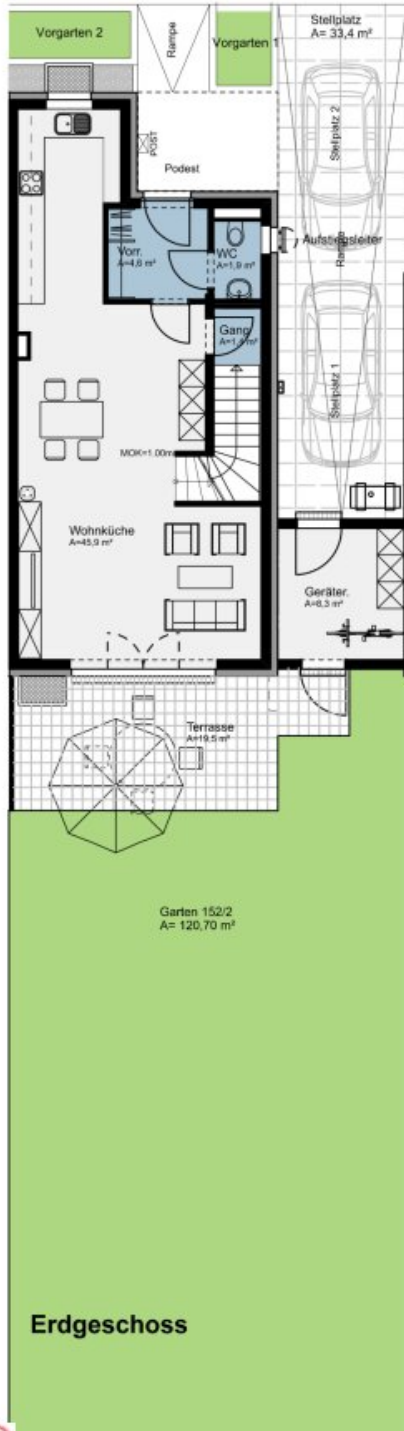 Stellplatz
A= 33,4 m²
Vorgarten 2
Rampe
Vorgarten 1
Stellplatz 2
POST
Podest
Vorr.
A=4,6 m²
WC
A=1,9 m²
Aufstiegsleiter
Rampe
Gang
Stellplatz 1
MOK=1.00m
Wohnküche
A=45,9 m²
Geräter.
A=6,3 m²
Terrasse
A=19,5 m²
Garten 152/2
A= 120,70 m²
Erdgeschoss